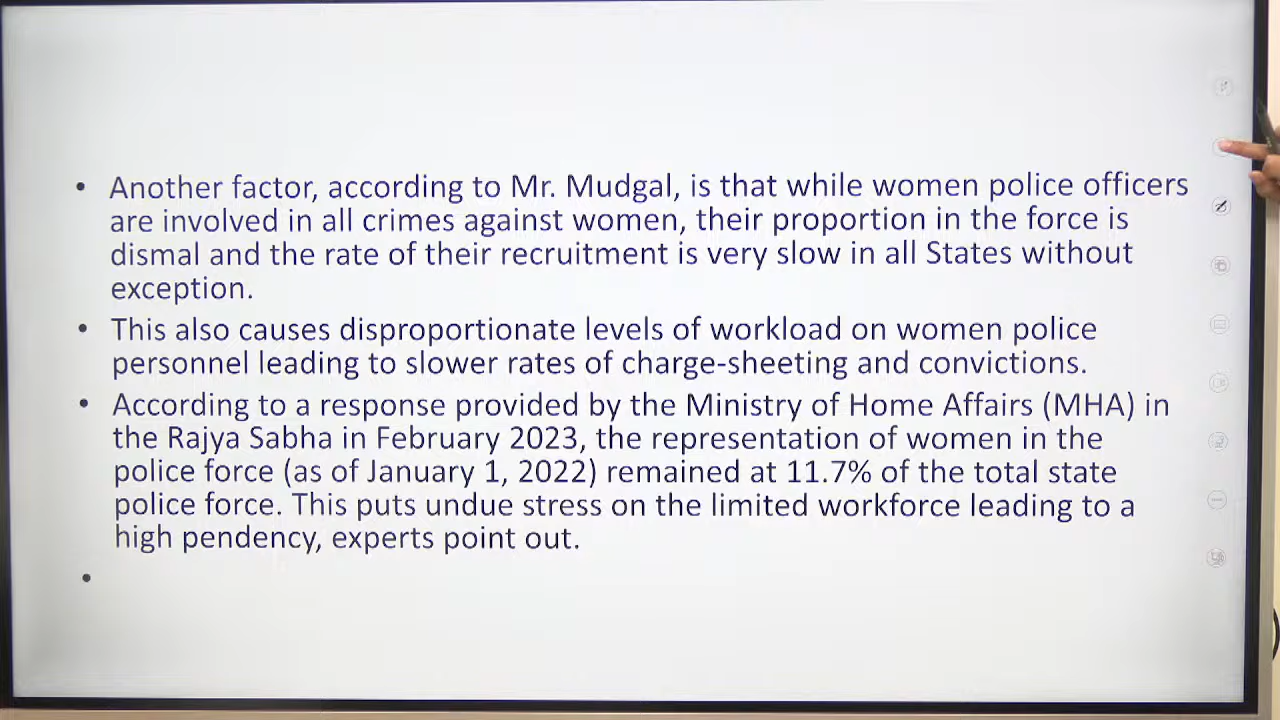 • Another factor, according to Mr. Mudgal, is that while women police officers
are involved in all crimes against women, their proportion in the force is
dismal and the rate of their recruitment is very slow in all States without
exception.
• This also causes disproportionate levels of workload on women police
personnel leading to slower rates of charge-sheeting and convictions.
• According to a response provided by the Ministry of Home Affairs (MHA) in
the Rajya Sabha in February 2023, the representation of women in the
police force (as of January 1, 2022) remained at 11.7% of the total state
police force. This puts undue stress on the limited workforce leading to a
high pendency, experts point out.
•